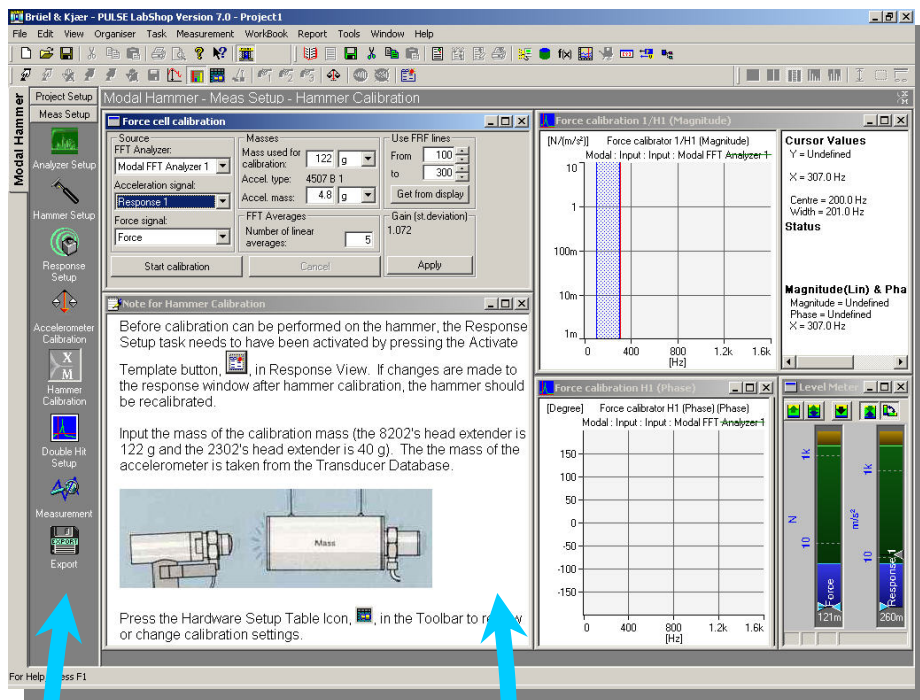 Brüel & Kjær - PULSE LabShop Version 7.0 - Project1
File Edit View Organiser Task Measurement WorkBook Report Tools Window Help
Modal Hammer
Project Setup
Meas Setup
Analyzer Setup
Hammer Setup
Response
Setup
Accelerometer
Calibration
X
M
Hammer
Calibration
Double Hit
Setup
Measurement
EXPORT
Export
Modal Hammer - Meas Setup - Hammer Calibration
Force cell calibration
Source
FFT Analyzer:
Modal FFT Analyzer 1
Acceleration signal:
Response 1
Force signal:
Force
Masses
Mass used for
calibration: 122 g
Accel. type: 4507 B 1
Accel. mass: 4.8 g
FFT Averages
Number of linear
averages: 5
Use FRF lines
From 100
to 300
Get from display
Gain (st.deviation)
1.072
Start calibration Cancel Apply
Note for Hammer Calibration
Before calibration can be performed on the hammer, the Response
Setup task needs to have been activated by pressing the Activate
Template button, , in Response View. If changes are made to
the response window after hammer calibration, the hammer should
be recalibrated.
Input the mass of the calibration mass (the 8202's head extender is
122 g and the 2302's head extender is 40 g). The the mass of the
accelerometer is taken from the Transducer Database.
Mass
Press the Hardware Setup Table Icon, , in the Toolbar to
or change calibration settings.
Force calibration 1/H1 (Magnitude)
[N/(m/s²)] Force calibrator 1/H1 (Magnitude)
Modal : Input : Input : Modal FFT Analyzer 1
10
1
100m
10m
1m
0 400 800 1.2k 1.6k
[Hz]
Cursor Values
Y = Undefined
X = 307.0 Hz
Centre = 200.0 Hz
Width = 201.0 Hz
Status
Magnitude(Lin) & Pha
Magnitude = Undefined
Phase = Undefined
X = 307.0 Hz
Force calibration H1 (Phase)
[Degree] Force calibrator H1 (Phase) (Phase)
Modal : Input : Input : Modal FFT Analyzer 1
150
100
50
0
-50
-100
-150
0 400 800 1.2k 1.6k
[Hz]
Level Meter
1k
N
10
Force
121m
1k
m/s²
10
Response 1
260m
For Help, Press F1